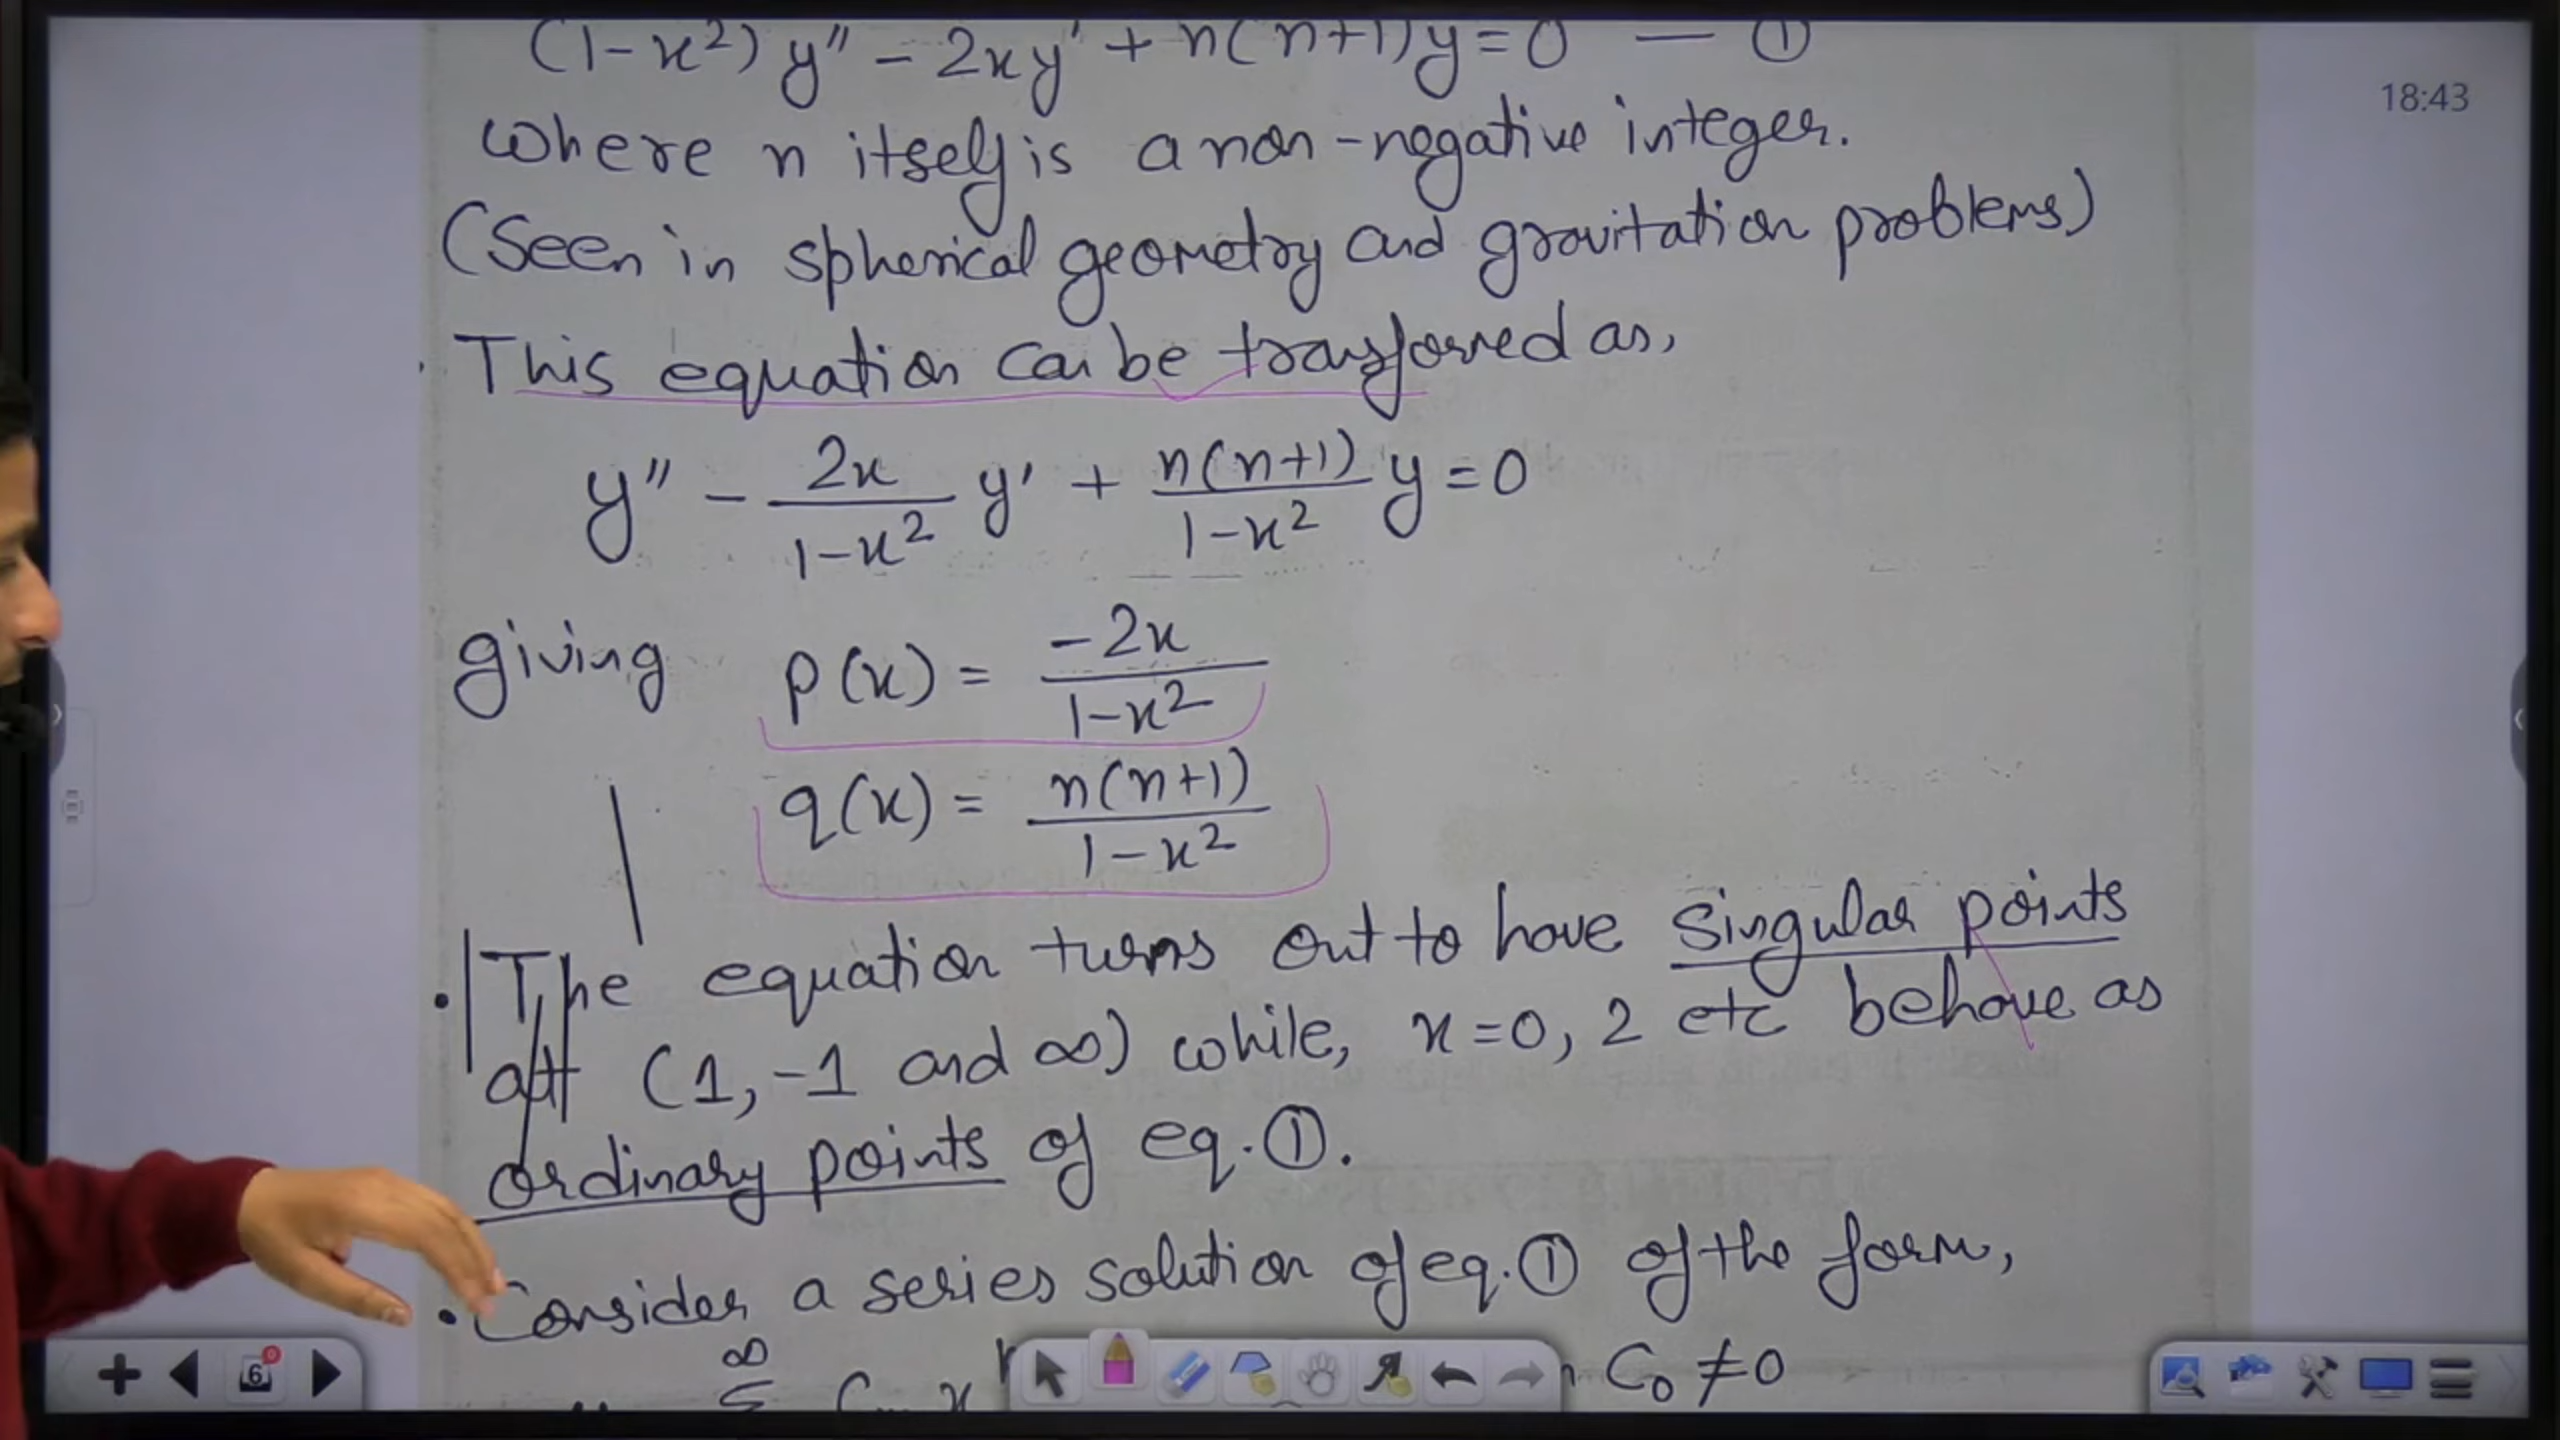 (1-x²) y'' - 2xy' + n(n+1)y = 0 — ①
18:43
where n itself is a non-negative integer.
(Seen in spherical geometry and gravitation problems)
· This equation can be transformed as,
y'' - 2x/(1-x²) y' + n(n+1)/(1-x²) y = 0
giving p(x) = -2x/(1-x²)
q(x) = n(n+1)/(1-x²)
• The equation turns out to have singular points
at (1, -1 and ∞) while, x=0, 2 etc behave as
ordinary points of eq. ①.
• Consider a series solution of eq. ① of the form,
∞
C x C₀ ≠ 0
6
0